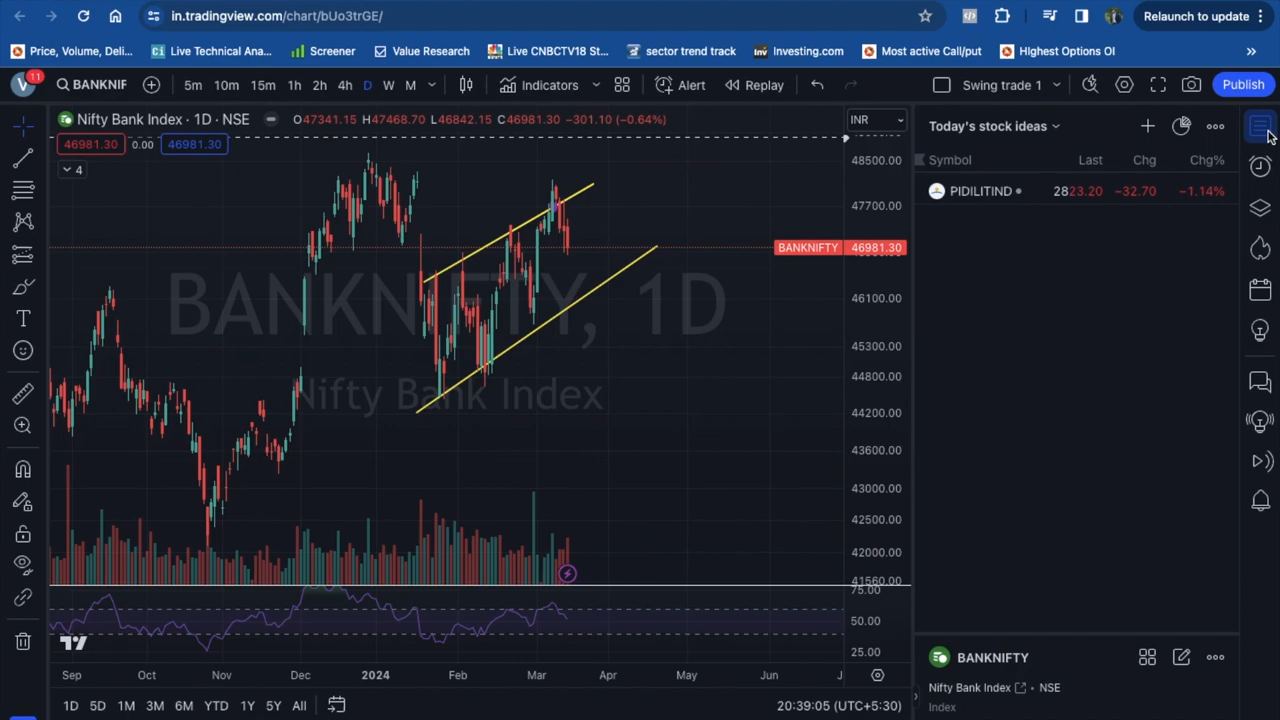 in.tradingview.com/chart/bUo3trGE/
Relaunch to update
Price, Volume, Deli...
Live Technical Ana...
Screener
Value Research
Live CNBCTV18 St...
sector trend track
Investing.com
Most active Call/put
HIghest Options OI
V 11
BANKNIF
5m 10m 15m 1h 2h 4h D W M
Indicators
Alert
Replay
Swing trade 1
Publish
Nifty Bank Index · 1D · NSE
O47341.15 H47468.70 L46842.15 C46981.30 −301.10 (−0.64%)
INR
46981.30 0.00 46981.30
4
48500.00
47700.00
BANKNIFTY 46981.30
46100.00
45300.00
44800.00
44200.00
43600.00
43000.00
42500.00
42000.00
41560.00
75.00
50.00
25.00
BANKNIFTY, 1D
Nifty Bank Index
Sep Oct Nov Dec 2024 Feb Mar Apr May Jun J
1D 5D 1M 3M 6M YTD 1Y 5Y All
20:39:05 (UTC+5:30)
Today's stock ideas
Symbol Last Chg Chg%
PIDILITIND 2823.20 −32.70 −1.14%
BANKNIFTY
Nifty Bank Index · NSE
Index